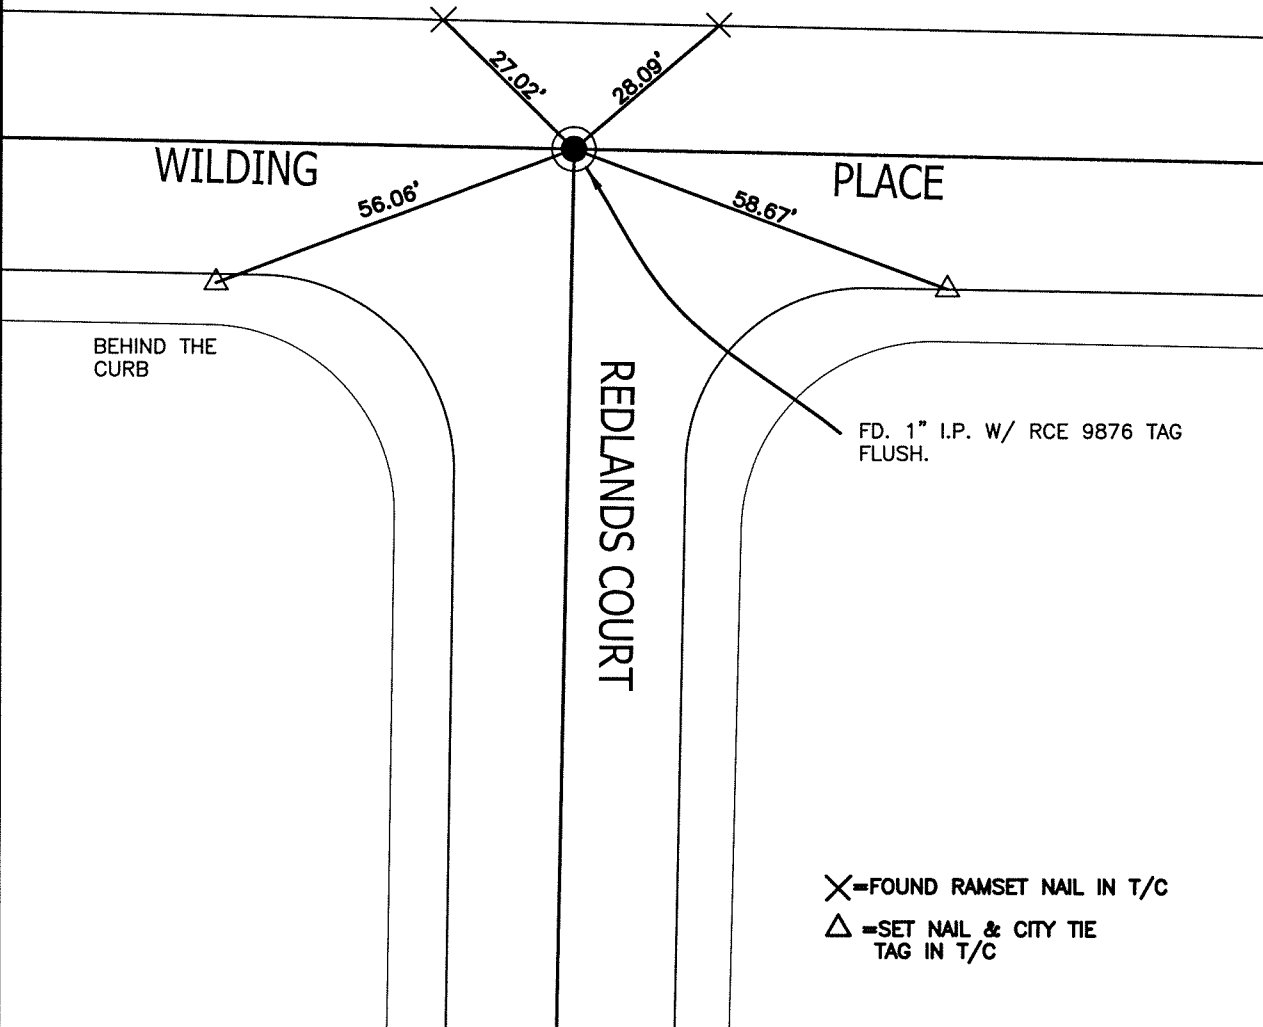 27.02'
28.09'
WILDING
PLACE
56.06'
58.67'
BEHIND THE
CURB
REDLANDS COURT
FD. 1" I.P. W/ RCE 9876 TAG
FLUSH.
=FOUND RAMSET NAIL IN T/C
=SET NAIL & CITY TIE
TAG IN T/C